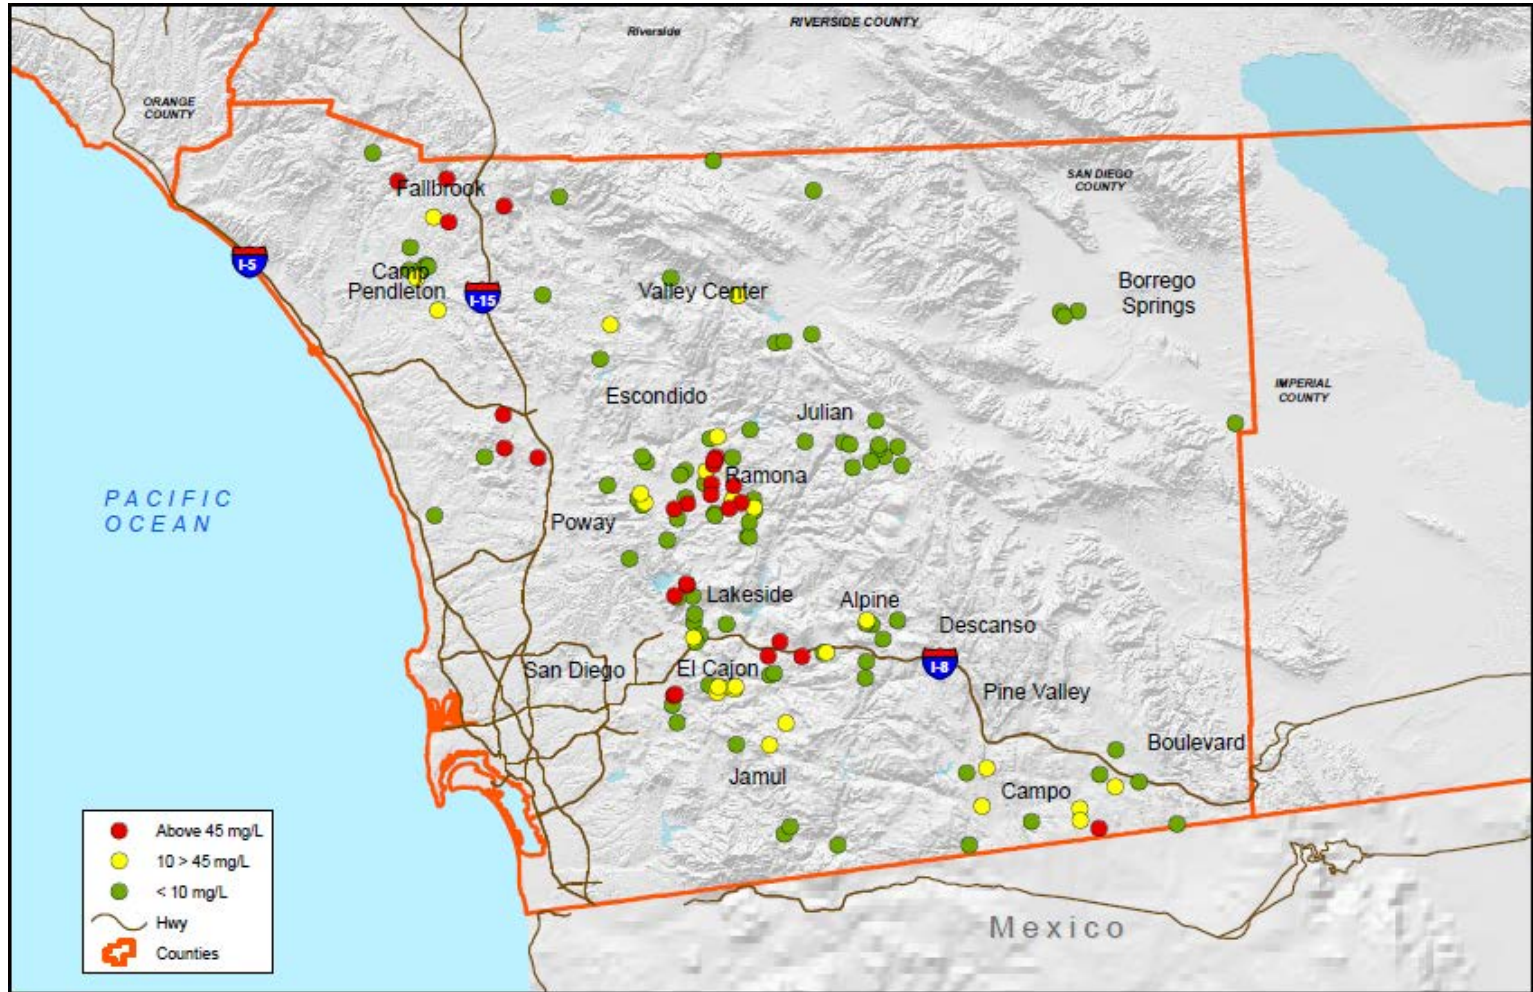 RIVERSIDE COUNTY
Riverside
ORANGE
COUNTY
SAN DIEGO
COUNTY
Fallbrook
I-5
Camp
Pendleton
I-15
Valley Center
Borrego
Springs
IMPERIAL
COUNTY
Escondido
Julian
Ramona
PACIFIC
OCEAN
Poway
Lakeside
Alpine
Descanso
San Diego
El Cajon
I-8
Pine Valley
Boulevard
Jamul
Campo
Mexico
Above 45 mg/L
10 > 45 mg/L
< 10 mg/L
Hwy
Counties